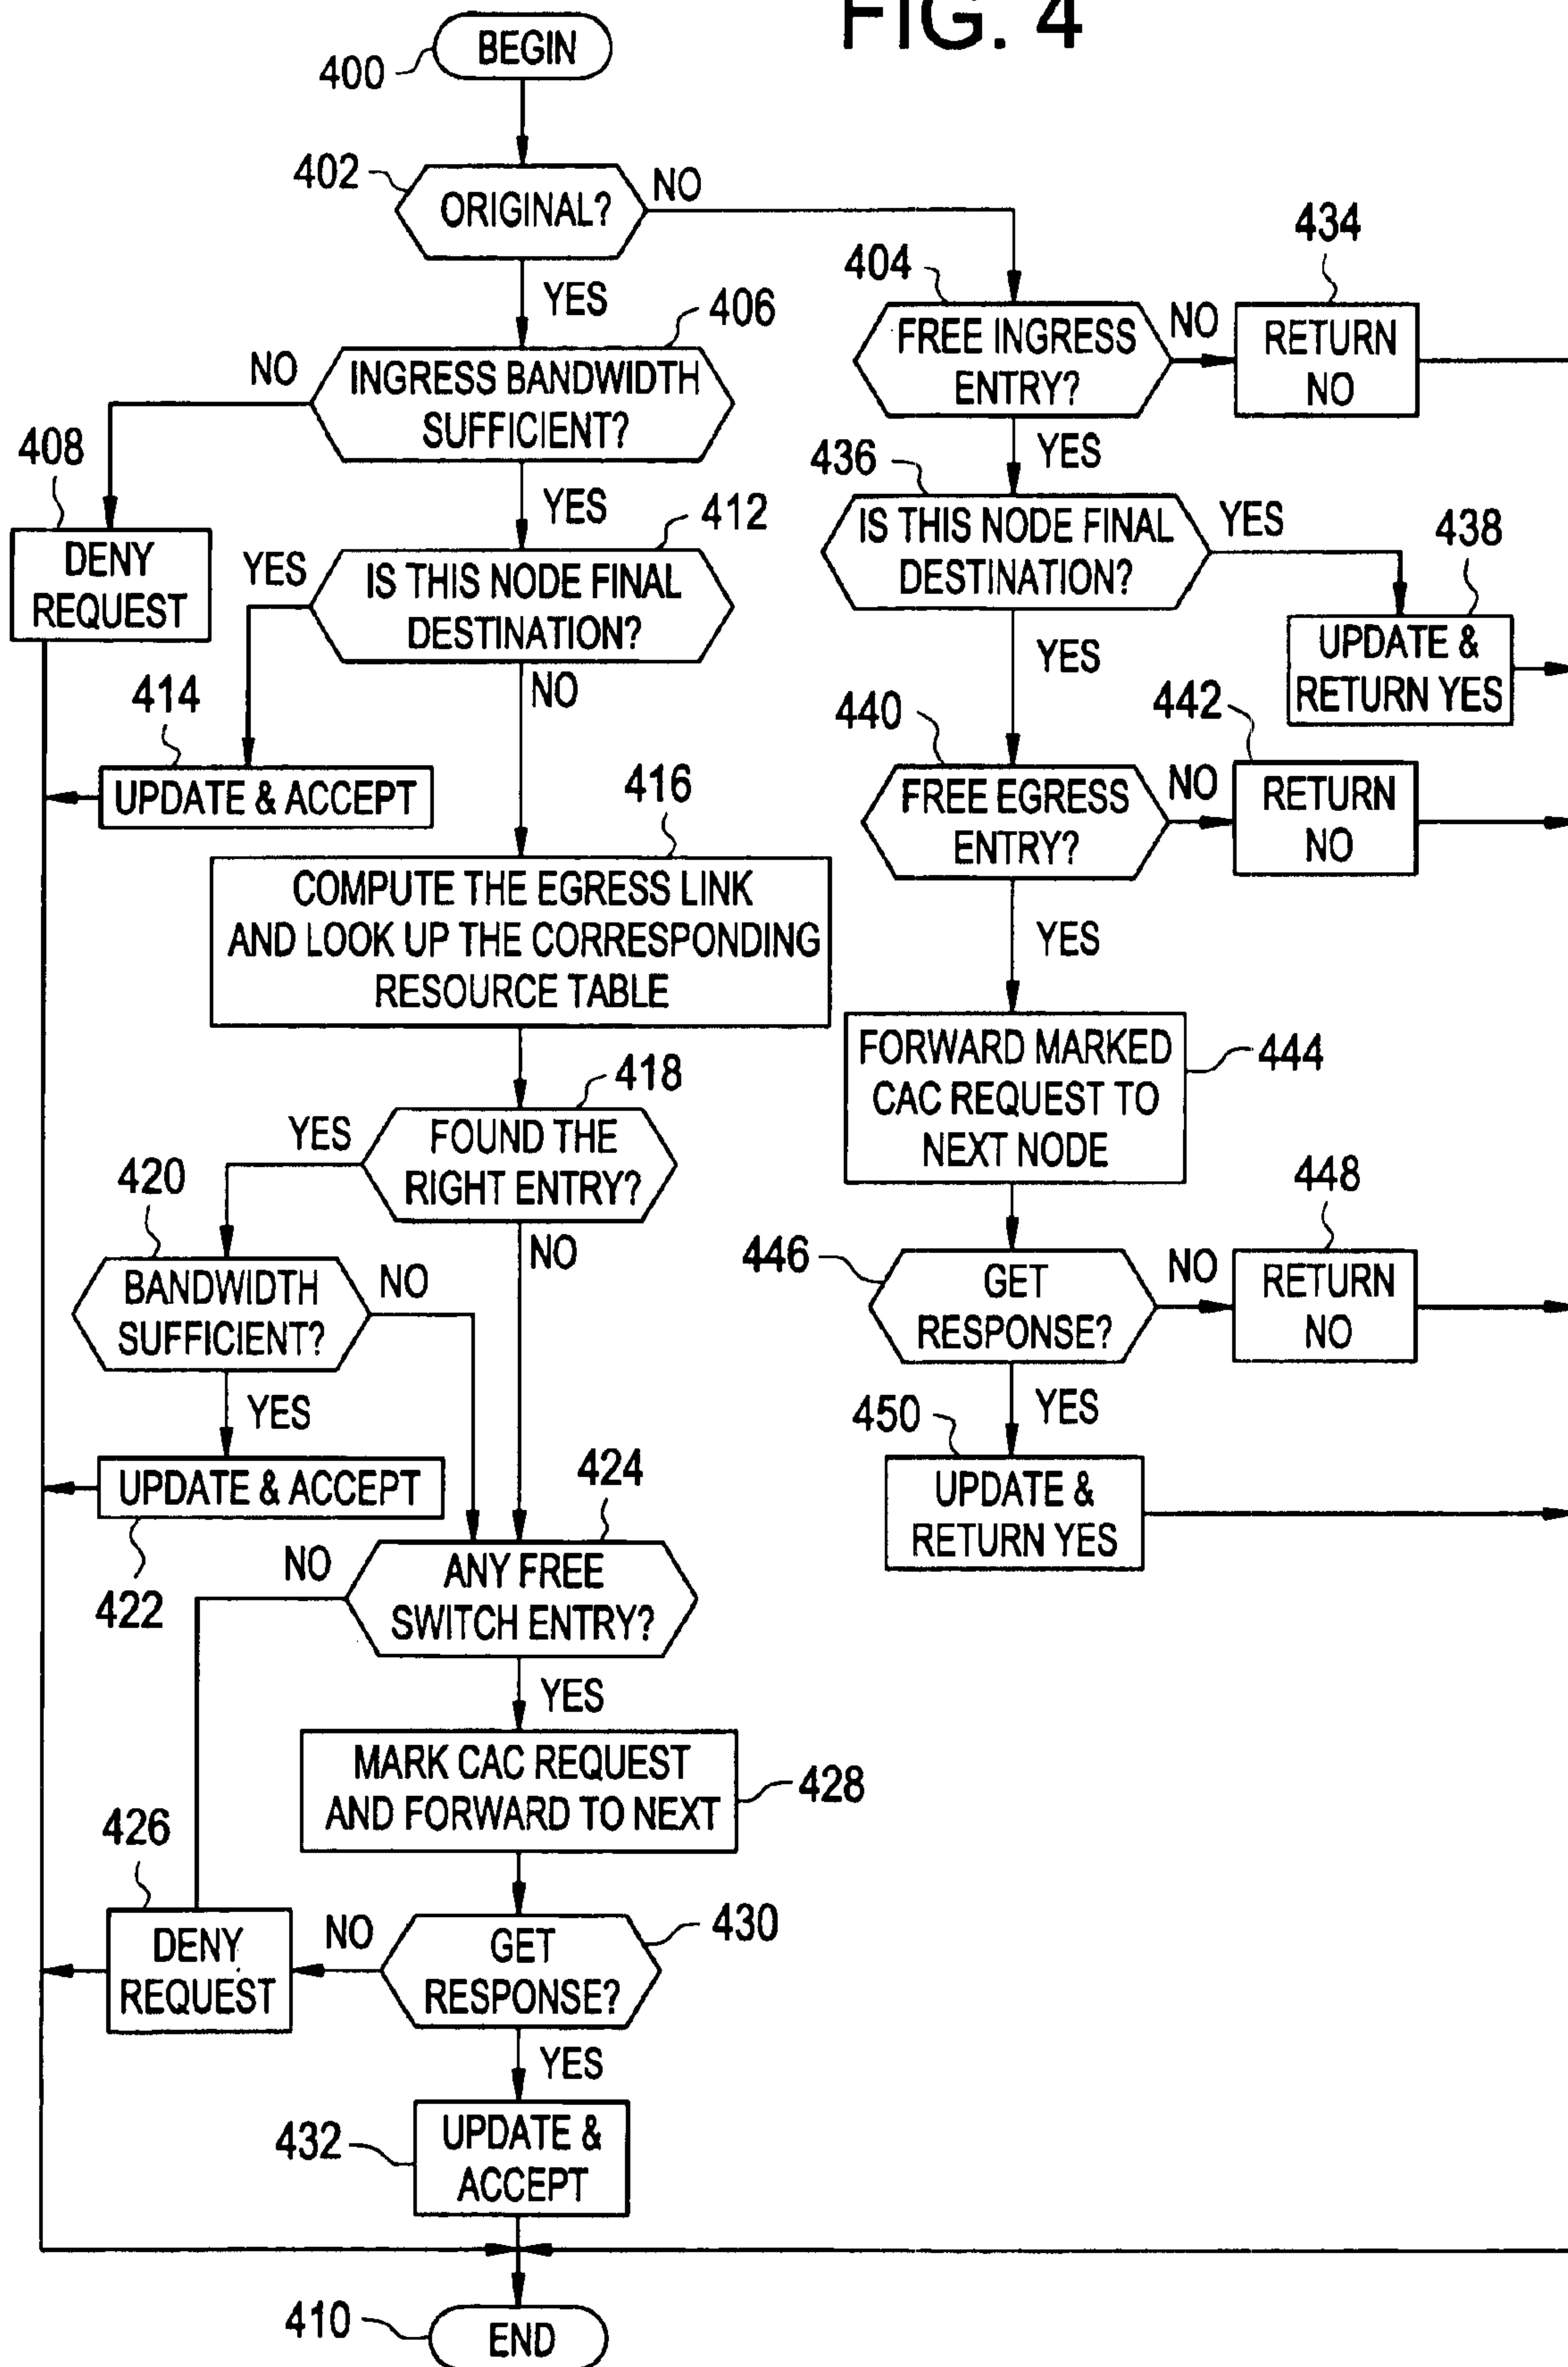 FIG. 4
400
BEGIN
402
ORIGINAL?
NO
YES
406
NO
INGRESS BANDWIDTH
SUFFICIENT?
408
DENY
REQUEST
YES
412
YES
IS THIS NODE FINAL
DESTINATION?
NO
414
UPDATE & ACCEPT
416
COMPUTE THE EGRESS LINK
AND LOOK UP THE CORRESPONDING
RESOURCE TABLE
418
YES
FOUND THE
RIGHT ENTRY?
NO
420
BANDWIDTH
SUFFICIENT?
NO
YES
UPDATE & ACCEPT
422
424
NO
ANY FREE
SWITCH ENTRY?
YES
MARK CAC REQUEST
AND FORWARD TO NEXT
428
426
DENY
REQUEST
NO
GET
RESPONSE?
430
YES
432
UPDATE &
ACCEPT
410
END
404
FREE INGRESS
ENTRY?
NO
434
RETURN
NO
YES
436
IS THIS NODE FINAL
DESTINATION?
YES
438
UPDATE &
RETURN YES
YES
440
FREE EGRESS
ENTRY?
NO
442
RETURN
NO
YES
FORWARD MARKED
CAC REQUEST TO
NEXT NODE
444
446
GET
RESPONSE?
NO
448
RETURN
NO
YES
450
UPDATE &
RETURN YES